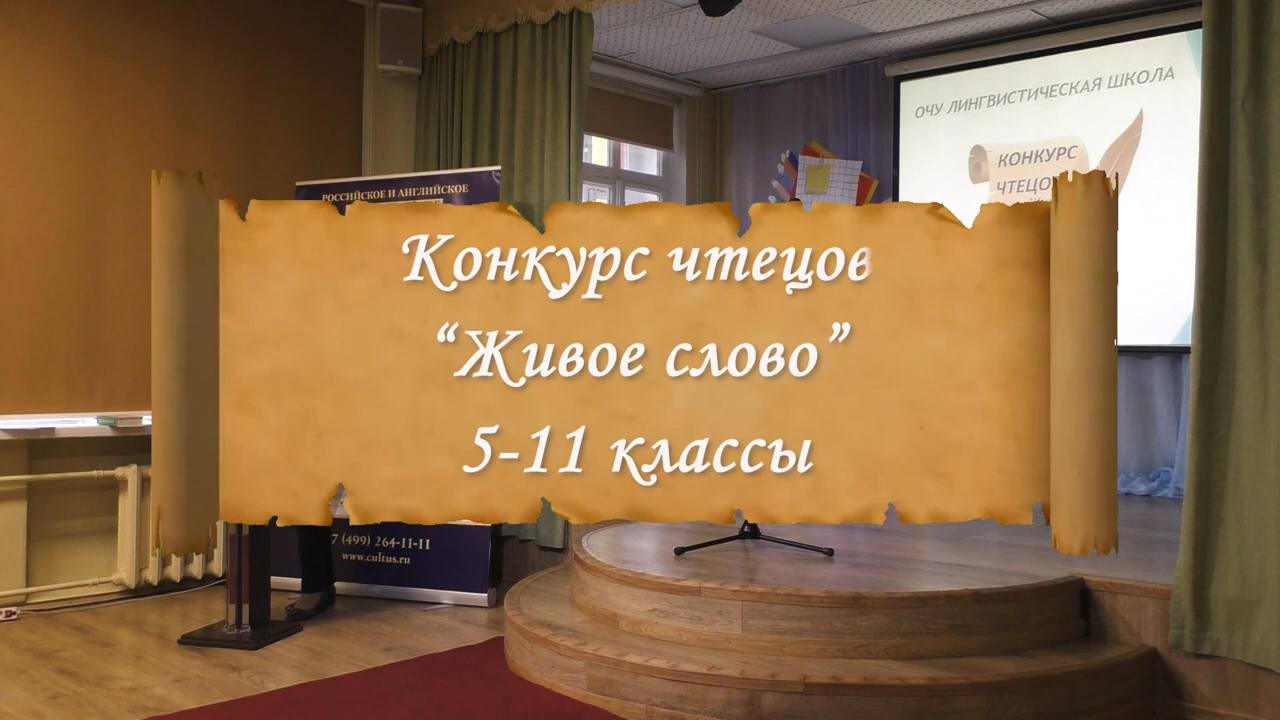 ОЧУ ЛИНГВИСТИЧЕСКАЯ ШКОЛА
КОНКУРС
РОССИЙСКОЕ И АНГЛИЙСКОЕ
Конкурс чтецов
“Живое слово”
5-11 классы
7 (499) 264-11-11
www.cultus.ru